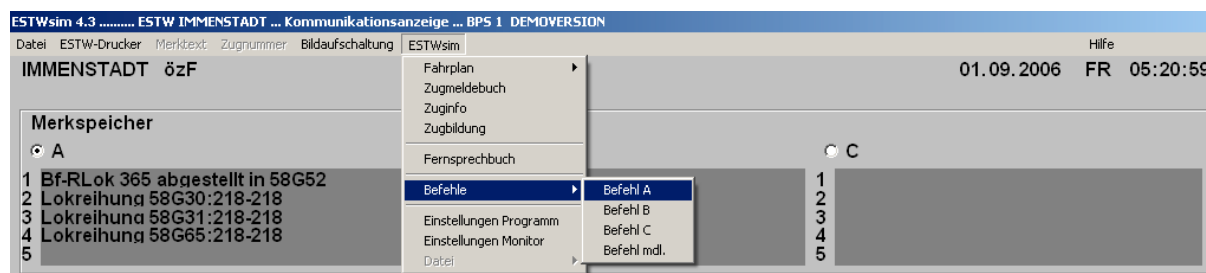 ESTWsim 4.3 ......... ESTW IMMENSTADT ... Kommunikationsanzeige ... BPS 1 DEMOVERSION
Datei ESTW-Drucker Merktext Zugnummer Bildaufschaltung ESTWsim Hilfe
IMMENSTADT özF 01.09.2006 FR 05:20:59
Fahrplan
Zugmeldebuch
Zuginfo
Zugbildung
Fernsprechbuch
Befehle
Einstellungen Programm
Einstellungen Monitor
Datei
Befehl A
Befehl B
Befehl C
Befehl mdl.
Merkspeicher
A
1 Bf-RLok 365 abgestellt in 58G52
2 Lokreihung 58G30:218-218
3 Lokreihung 58G31:218-218
4 Lokreihung 58G65:218-218
5
C
1
2
3
4
5